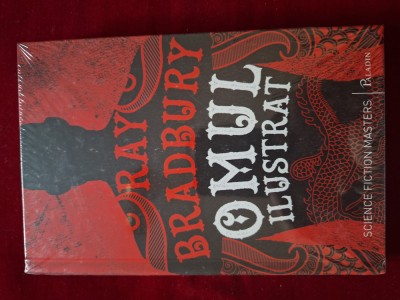 RAY
BRADBURY
OMUL
ILUSTRAT
SCIENCE FICTION MASTERS | PALADIN